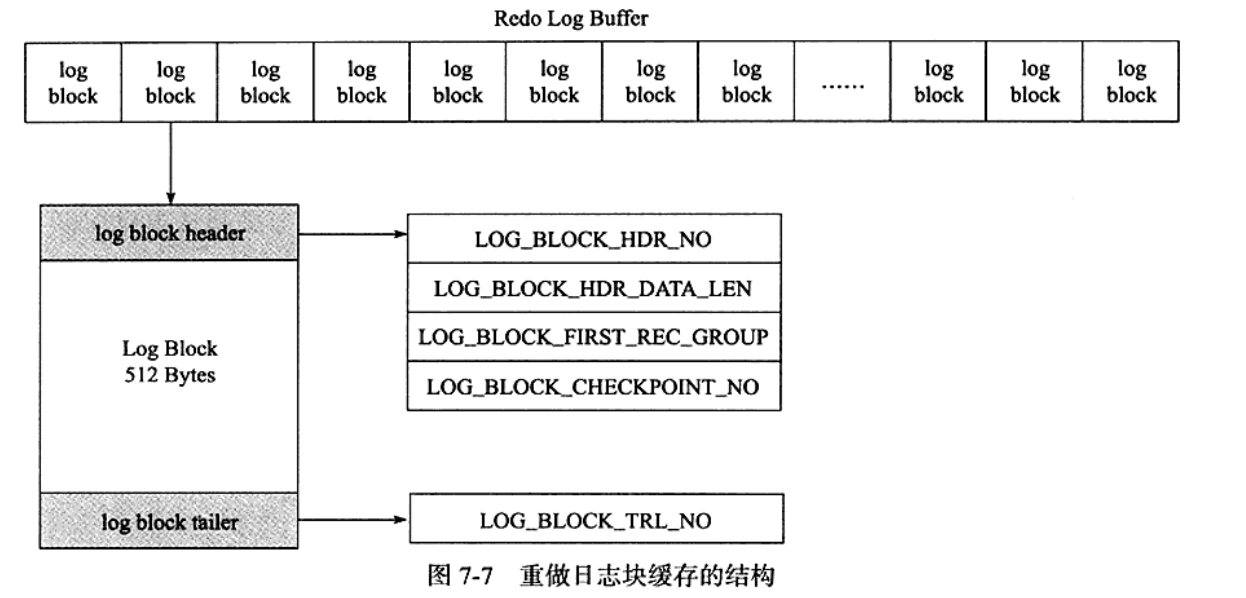 Redo Log Buffer
log log log log log log log log log log log
block block block block block block block block ...... block block block
log block header
LOG_BLOCK_HDR_NO
LOG_BLOCK_HDR_DATA_LEN
LOG_BLOCK_FIRST_REC_GROUP
LOG_BLOCK_CHECKPOINT_NO
Log Block
512 Bytes
log block tailer
LOG_BLOCK_TRL_NO
图 7-7 重做日志块缓存的结构